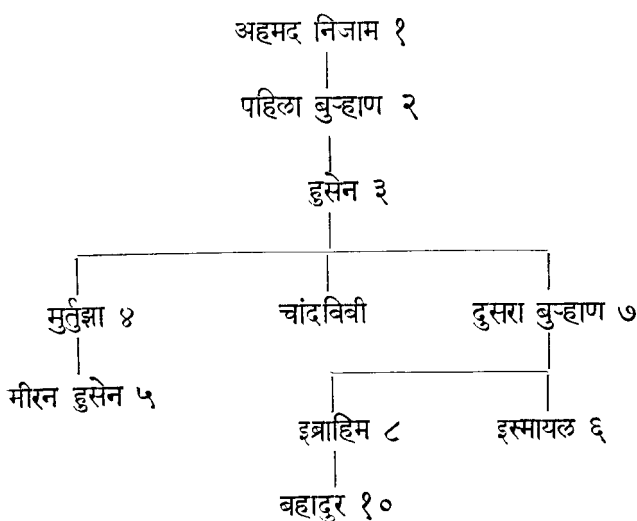 अहमद निजाम १
पहिला बुऱ्हाण २
हुसेन ३
मुर्तुझा ४ चांदबिबी दुसरा बुऱ्हाण ७
मीरन हुसेन ५
इब्राहिम ८ इस्मायल ६
बहादुर १०